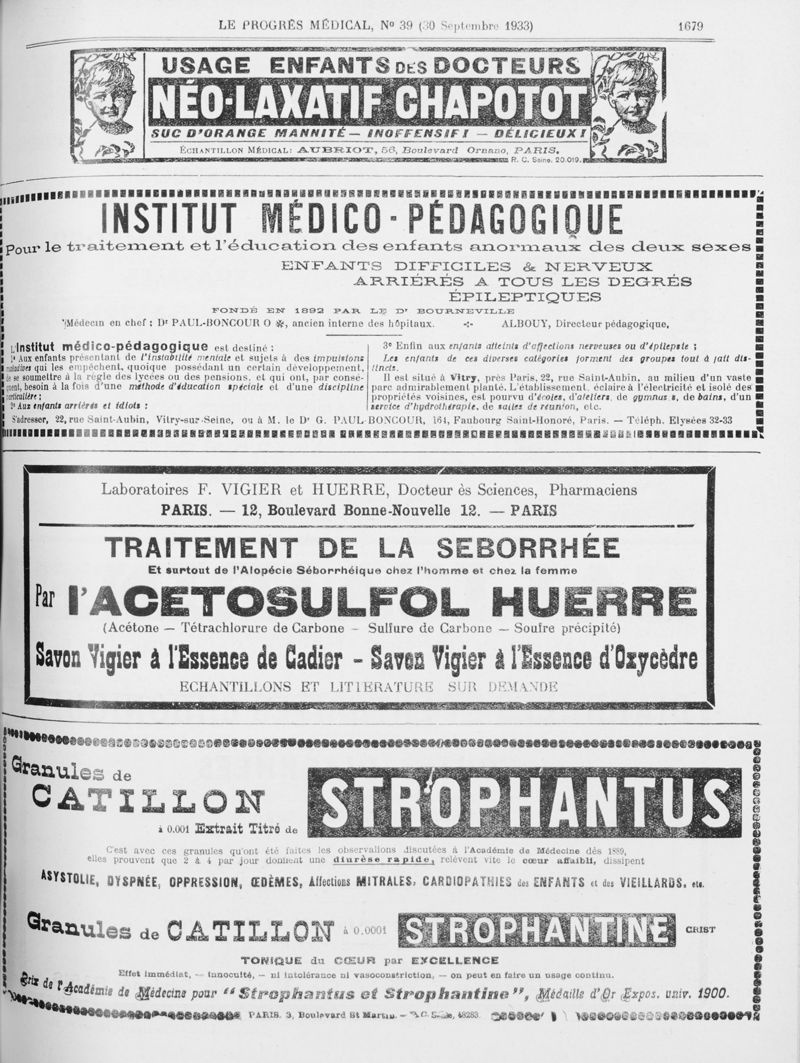 LE PROGRÈS MÉDICAL, No 39 (30 Septembre 1933) 1679
USAGE ENFANTS DES DOCTEURS
NÉO-LAXATIF CHAPOTOT
SUC D'ORANGE MANNITÉ — INOFFENSIF! — DÉLICIEUX!
ÉCHANTILLON MÉDICAL: AUBRIOT, 56, Boulevard Ornano, PARIS.
R. C. Seine. 20.019.
INSTITUT MÉDICO-PÉDAGOGIQUE
Pour le traitement et l'éducation des enfants anormaux des deux sexes
ENFANTS DIFFICILES & NERVEUX
ARRIÉRÉS A TOUS LES DEGRÉS
ÉPILEPTIQUES
FONDÉ EN 1892 PAR LE Dr BOURNEVILLE
Médecin en chef : Dr PAUL-BONCOUR O ✻, ancien interne des hôpitaux. ALBOUY, Directeur pédagogique,
L'Institut médico-pédagogique est destiné :
1º Aux enfants présentant de l'instabilité mentale et sujets à des impulsions
maladives qui les empêchent, quoique possédant un certain développement,
de se soumettre à la règle des lycées ou des pensions, et qui ont, par consé-
quent, besoin à la fois d'une méthode d'éducation spéciale et d'une discipline
particulière;
2º Aux enfants arriérés et idiots :
3º Enfin aux enfants atteints d'affections nerveuses ou d'épilepsie ;
Les enfants de ces diverses catégories forment des groupes tout à fait dis-
tincts.
Il est situé à Vitry, près Paris, 22, rue Saint-Aubin, au milieu d'un vaste
parc admirablement planté. L'établissement, éclairé à l'électricité et isolé des
propriétés voisines, est pourvu d'écoles, d'ateliers, de gymnases, de bains, d'un
service d'hydrothérapie, de salles de réunion, etc.
S'adresser, 22, rue Saint-Aubin, Vitry-sur-Seine, ou à M. le Dr G. PAUL-BONCOUR, 164, Faubourg Saint-Honoré, Paris. — Téléph. Elysées 32-33
Laboratoires F. VIGIER et HUERRE, Docteur ès Sciences, Pharmaciens
PARIS. — 12, Boulevard Bonne-Nouvelle 12. — PARIS
TRAITEMENT DE LA SEBORRHÉE
Et surtout de l'Alopécie Séborrhéique chez l'homme et chez la femme
Par l'ACETOSULFOL HUERRE
(Acétone — Tétrachlorure de Carbone — Sulfure de Carbone — Soufre précipité)
Savon Vigier à l'Essence de Cadier - Savon Vigier à l'Essence d'Oxycèdre
ECHANTILLONS ET LITTERATURE SUR DEMANDE
Granules de
CATILLON
à 0.001 Extrait Titré de
STROPHANTUS
C'est avec ces granules qu'ont été faites les observations discutées à l'Académie de Médecine dès 1889,
elles prouvent que 2 à 4 par jour donnent une diurèse rapide, relèvent vite le cœur affaibli, dissipent
ASYSTOLIE, DYSPNÉE, OPPRESSION, ŒDÈMES, Affections MITRALES, CARDIOPATHIES des ENFANTS et des VIEILLARDS, etc.
Granules de CATILLON à 0.0001 STROPHANTINE CRIST
TONIQUE du CŒUR par EXCELLENCE
Effet immédiat, — innocuité, — ni intolérance ni vasoconstriction, — on peut en faire un usage continu.
Prix de l'Académie de Médecine pour "Strophantus et Strophantine", Médaille d'Or Expos. univ. 1900.
PARIS. 3, Boulevard St Martin. — R. C. Seine, 48283.